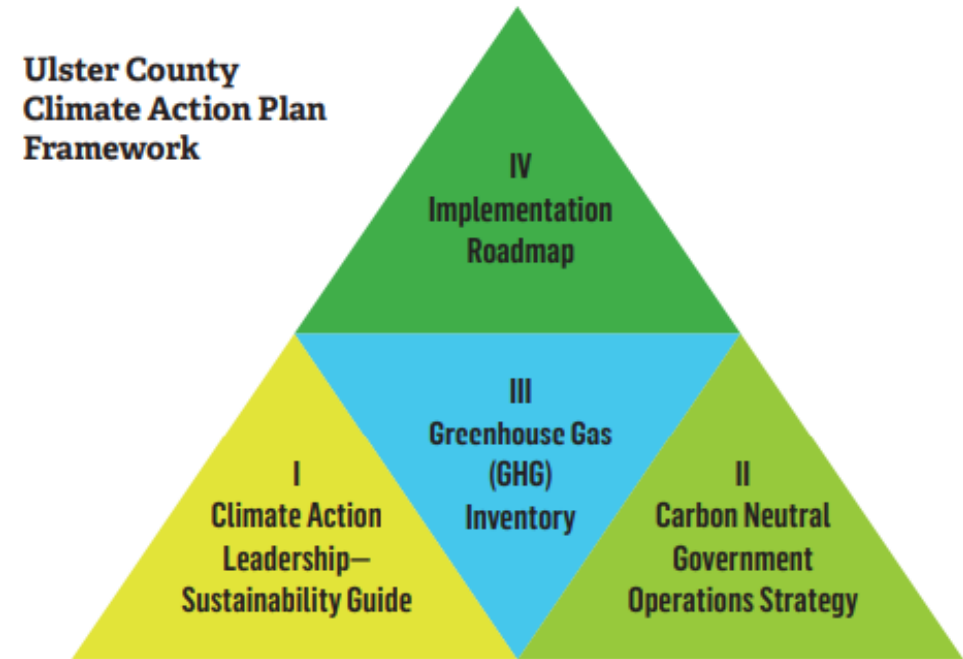 Ulster County
Climate Action Plan
Framework
IV
Implementation
Roadmap
III
Greenhouse Gas
(GHG)
Inventory
I
Climate Action
Leadership—
Sustainability Guide
II
Carbon Neutral
Government
Operations Strategy